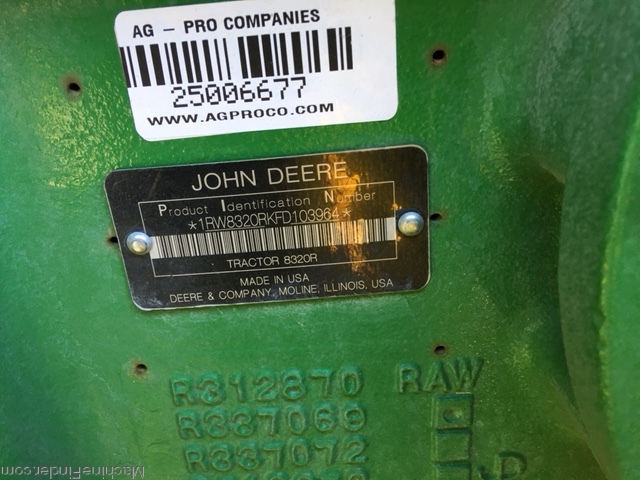 AG - PRO COMPANIES
25006677
WWW.AGPROCO.COM
JOHN DEERE
Product Identification Number
*1RW8320RKFD103964*
TRACTOR 8320R
MADE IN USA
DEERE & COMPANY, MOLINE, ILLINOIS, USA
R312870 RAW
R337069
R337072
MachineFinder.com